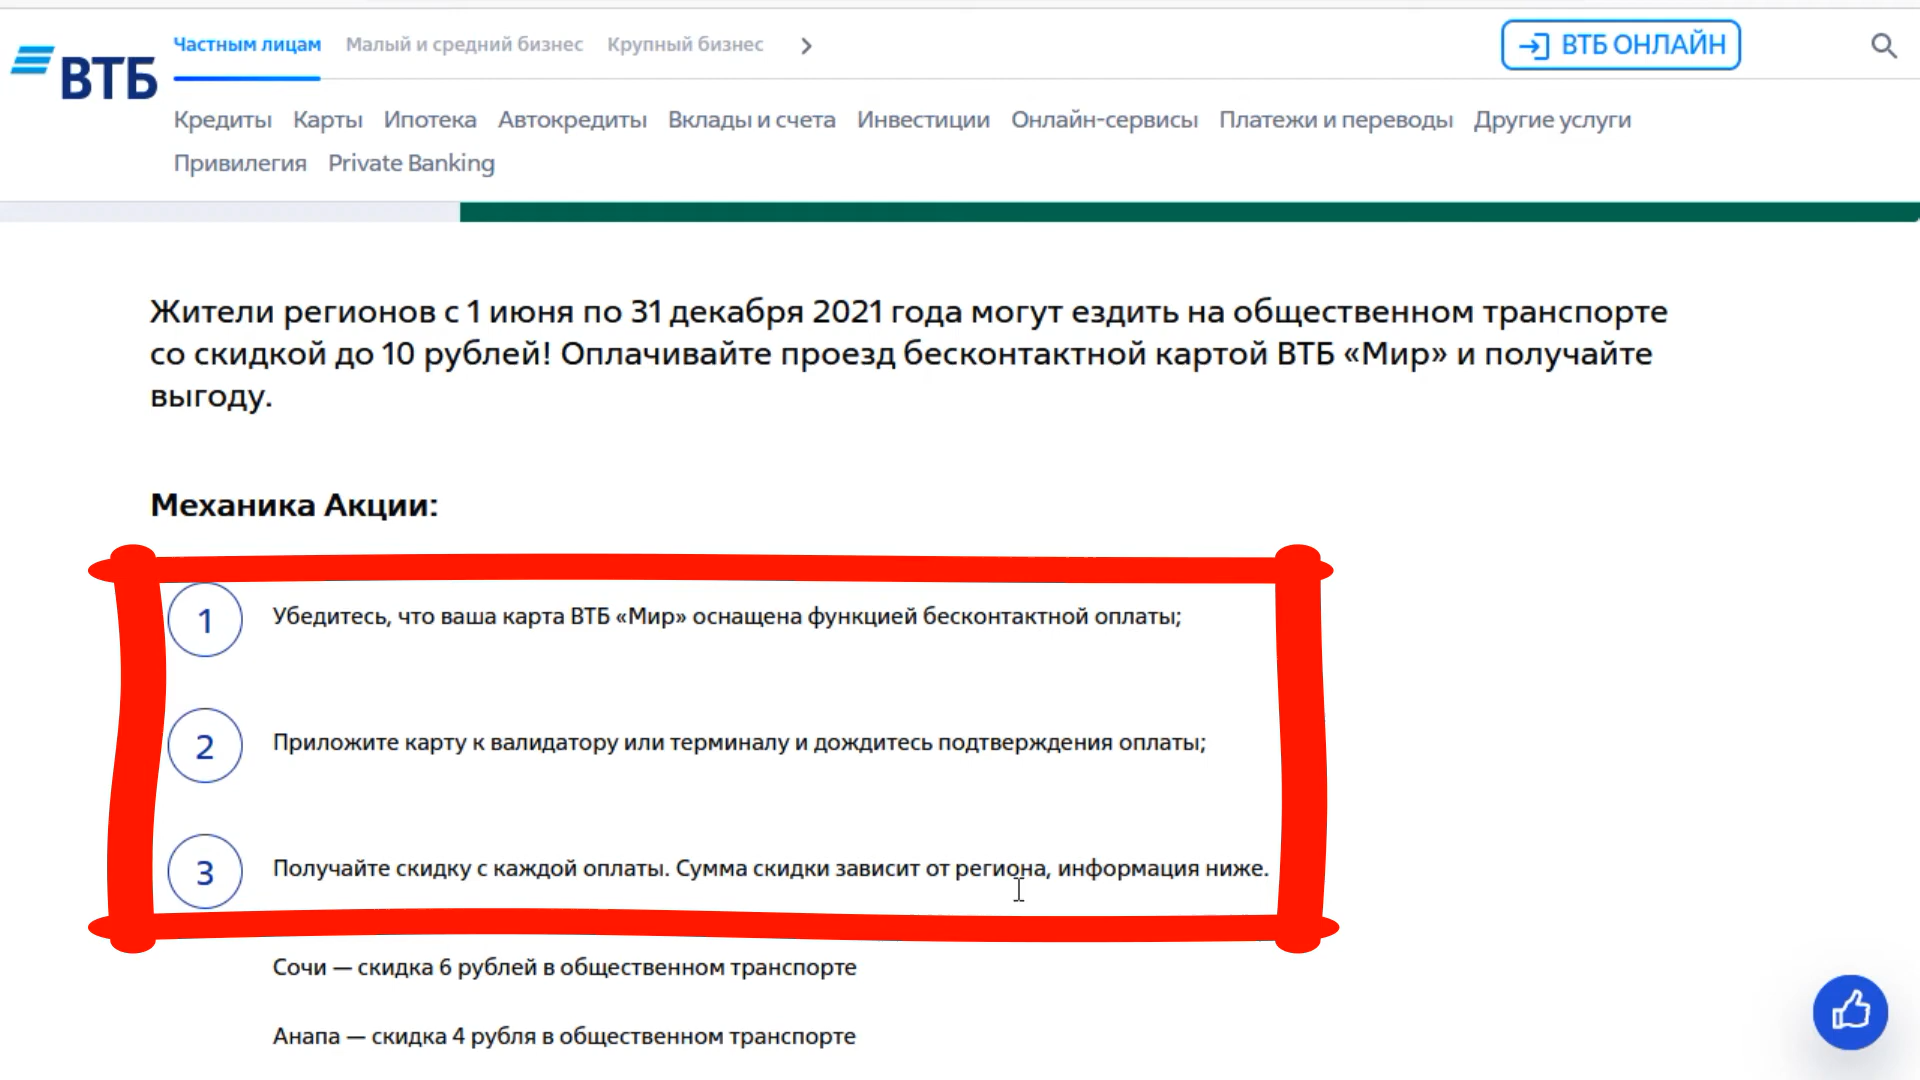 ВТБ
Частным лицам Малый и средний бизнес Крупный бизнес
ВТБ ОНЛАЙН
Кредиты Карты Ипотека Автокредиты Вклады и счета Инвестиции Онлайн-сервисы Платежи и переводы Другие услуги
Привилегия Private Banking
Жители регионов с 1 июня по 31 декабря 2021 года могут ездить на общественном транспорте
со скидкой до 10 рублей! Оплачивайте проезд бесконтактной картой ВТБ «Мир» и получайте
выгоду.
Механика Акции:
1 Убедитесь, что ваша карта ВТБ «Мир» оснащена функцией бесконтактной оплаты;
2 Приложите карту к валидатору или терминалу и дождитесь подтверждения оплаты;
3 Получайте скидку с каждой оплаты. Сумма скидки зависит от региона, информация ниже.
Сочи — скидка 6 рублей в общественном транспорте
Анапа — скидка 4 рубля в общественном транспорте